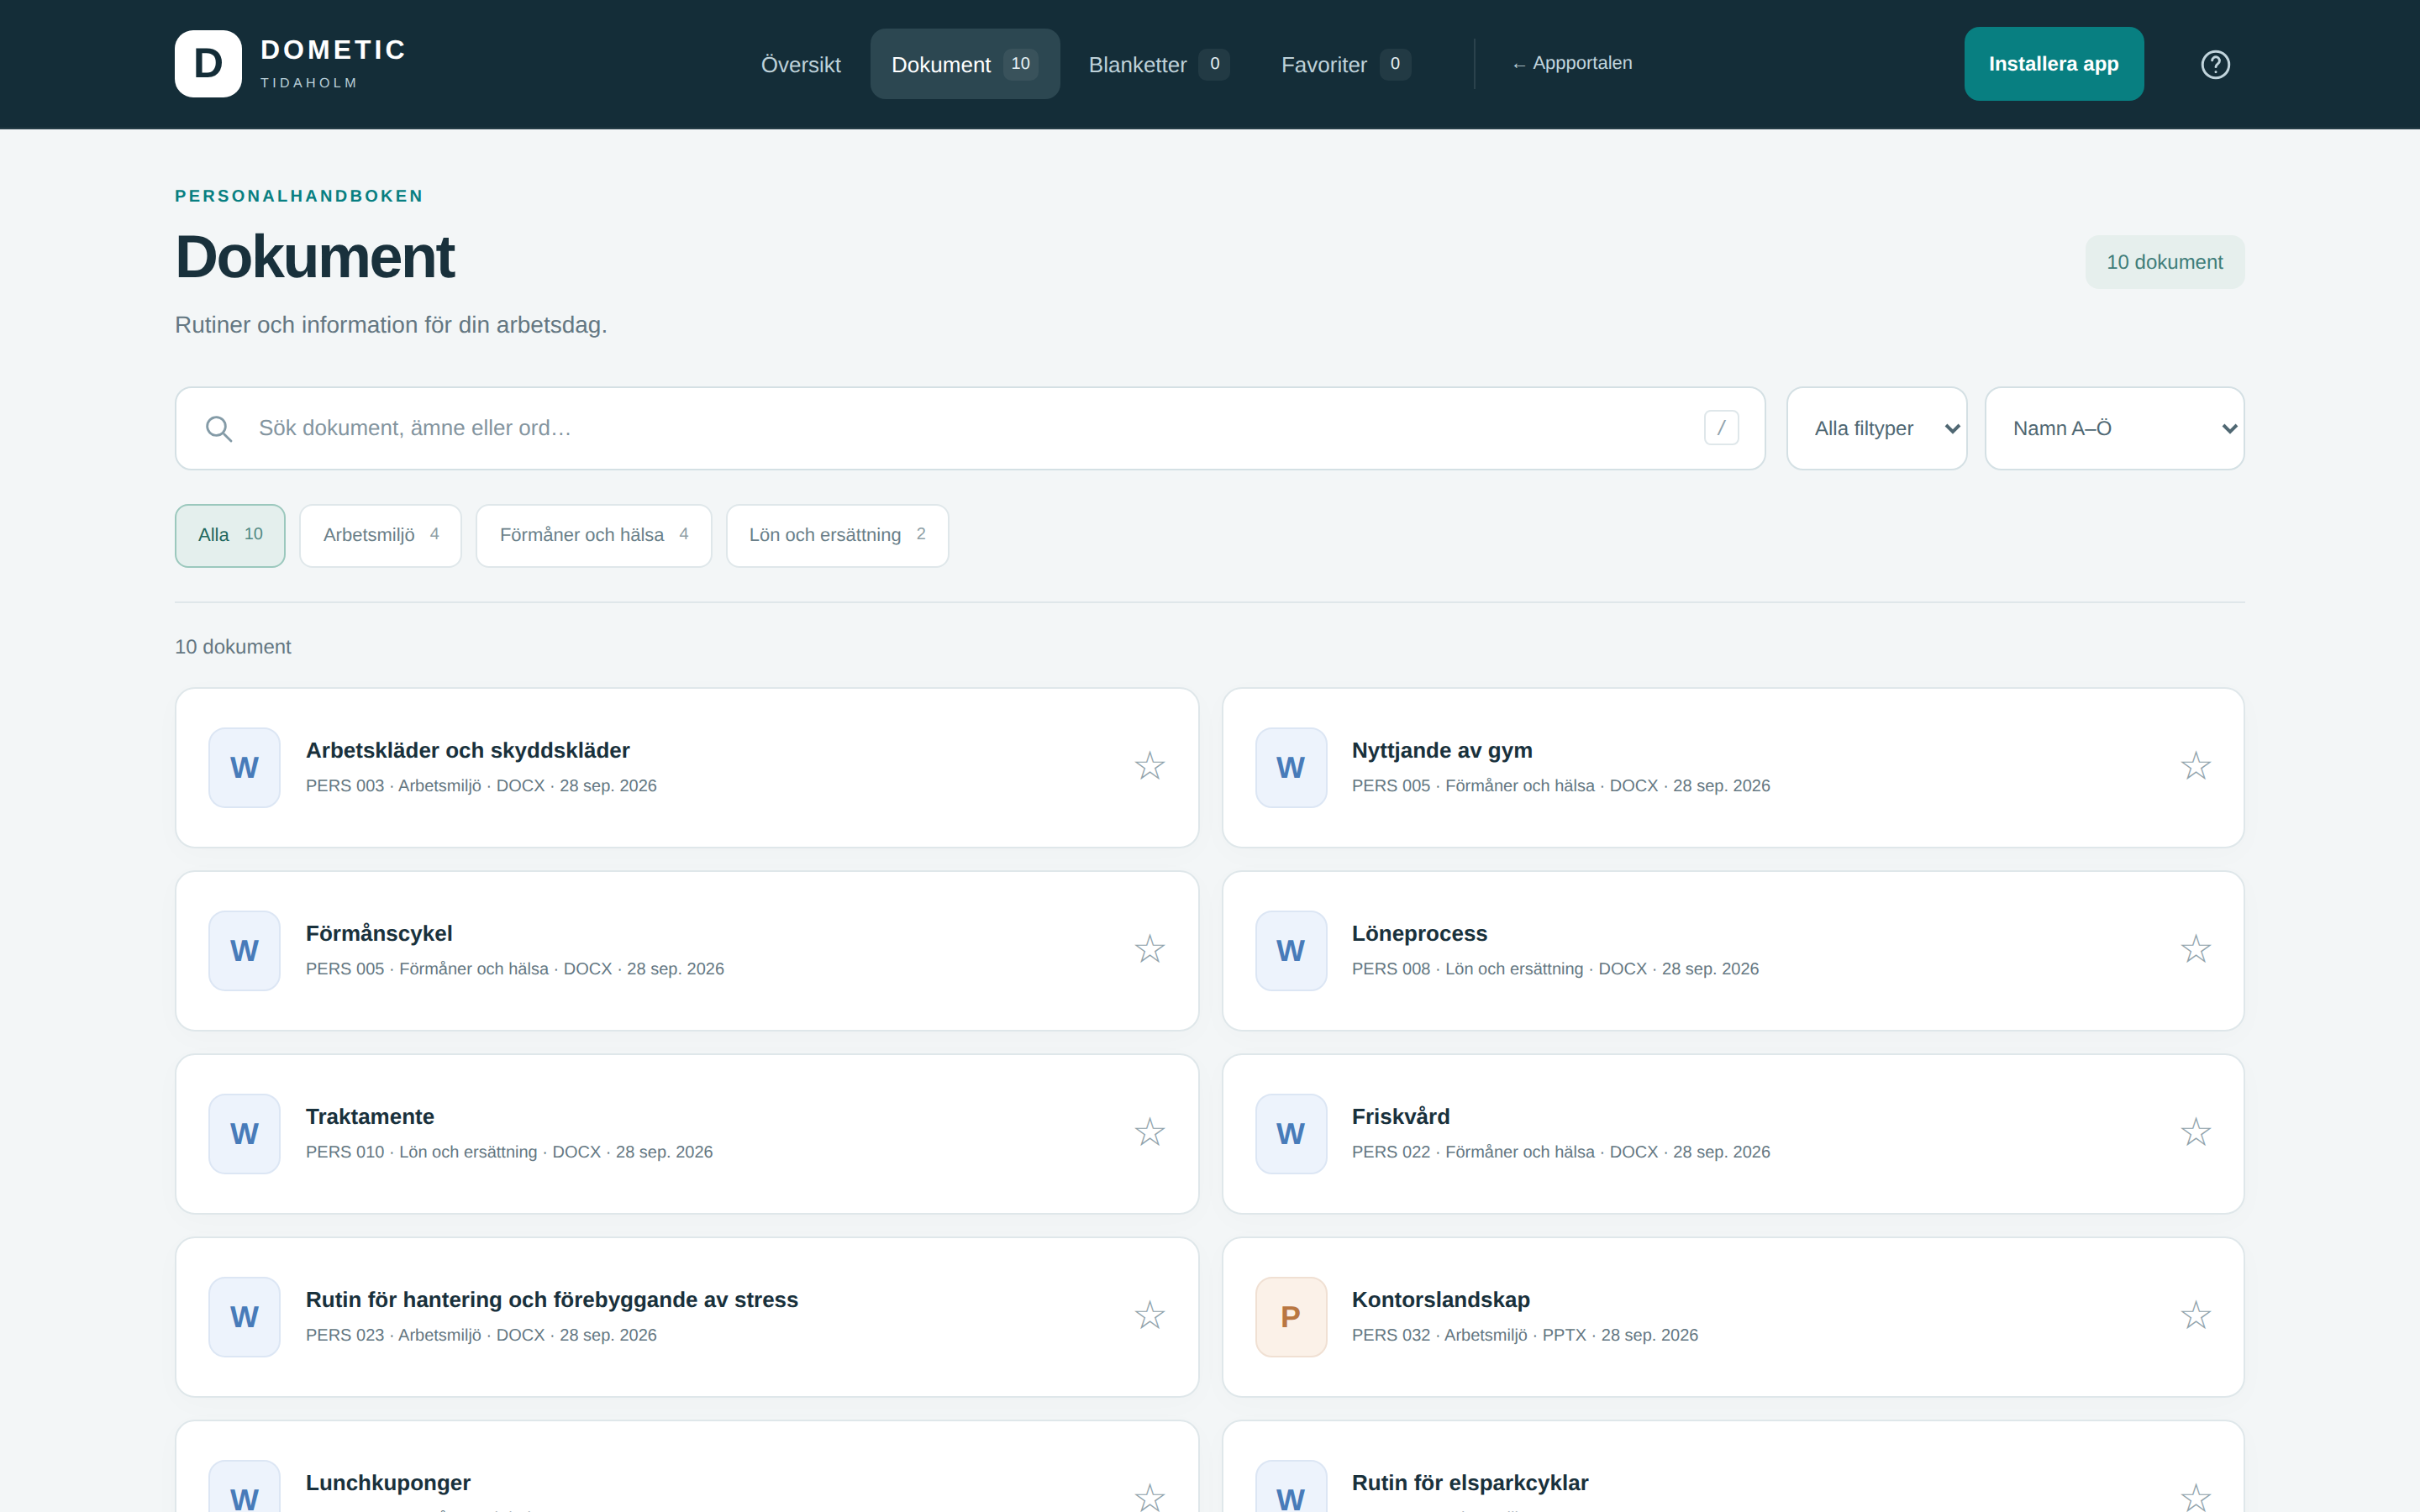 D DOMETIC
TIDAHOLM
Översikt Dokument 10 Blanketter 0 Favoriter 0 ← Appportalen Installera app ?
PERSONALHANDBOKEN
Dokument
10 dokument
Rutiner och information för din arbetsdag.
Sök dokument, ämne eller ord… / Alla filtyper Namn A–Ö
Alla 10 Arbetsmiljö 4 Förmåner och hälsa 4 Lön och ersättning 2
10 dokument
W Arbetskläder och skyddskläder
PERS 003 · Arbetsmiljö · DOCX · 28 sep. 2026
W Nyttjande av gym
PERS 005 · Förmåner och hälsa · DOCX · 28 sep. 2026
W Förmånscykel
PERS 005 · Förmåner och hälsa · DOCX · 28 sep. 2026
W Löneprocess
PERS 008 · Lön och ersättning · DOCX · 28 sep. 2026
W Traktamente
PERS 010 · Lön och ersättning · DOCX · 28 sep. 2026
W Friskvård
PERS 022 · Förmåner och hälsa · DOCX · 28 sep. 2026
W Rutin för hantering och förebyggande av stress
PERS 023 · Arbetsmiljö · DOCX · 28 sep. 2026
P Kontorslandskap
PERS 032 · Arbetsmiljö · PPTX · 28 sep. 2026
W Lunchkuponger
W Rutin för elsparkcyklar